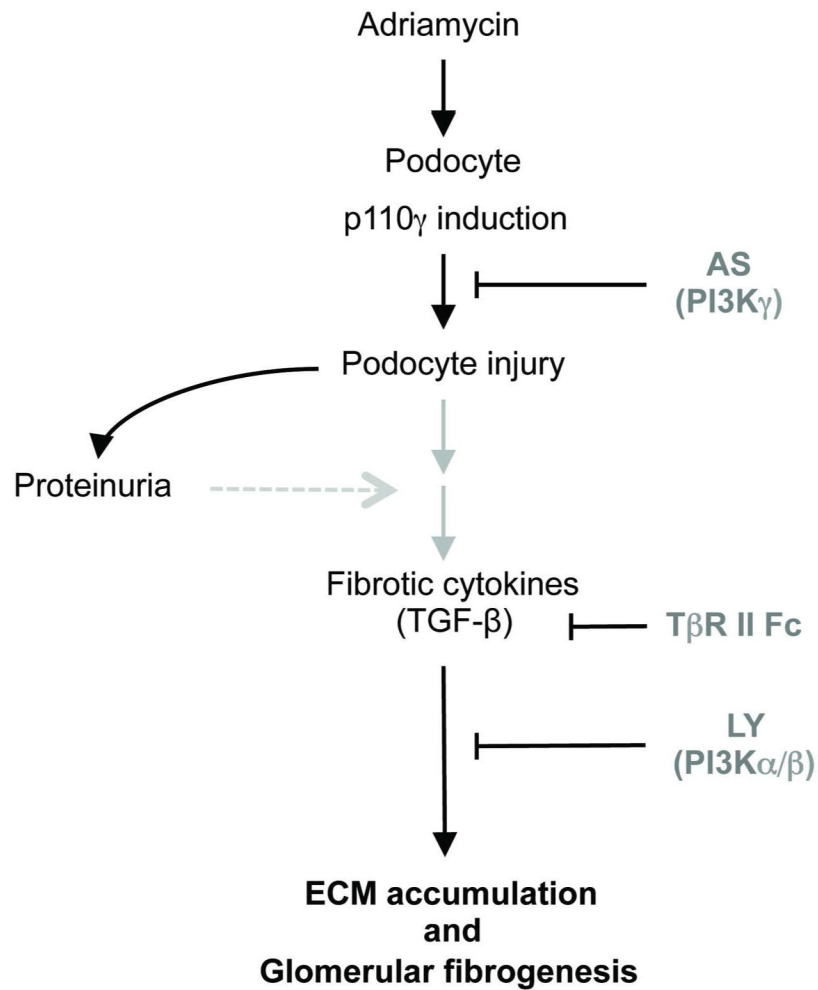 Adriamycin
Podocyte
p110γ induction
AS
(PI3Kγ)
Podocyte injury
Proteinuria
Fibrotic cytokines
(TGF-β)
TβR II Fc
LY
(PI3Kα/β)
ECM accumulation
and
Glomerular fibrogenesis